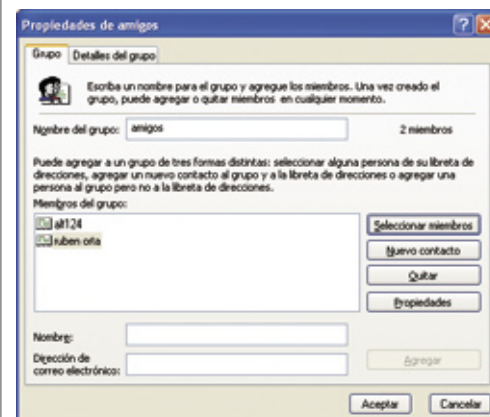 Propiedades de amigos
Grupo
Detalles del grupo
Escriba un nombre para el grupo y agregue los miembros. Una vez creado el
grupo, puede agregar o quitar miembros en cualquier momento.
Nombre del grupo:
amigos
2 miembros
Puede agregar a un grupo de tres formas distintas: seleccionar alguna persona de su libreta de
direcciones, agregar un nuevo contacto al grupo y a la libreta de direcciones o agregar una
persona al grupo pero no a la libreta de direcciones.
Miembros del grupo:
alt124
ruben orta
Seleccionar miembros
Nuevo contacto
Quitar
Propiedades
Nombre:
Dirección de
correo electrónico:
Agregar
Aceptar
Cancelar